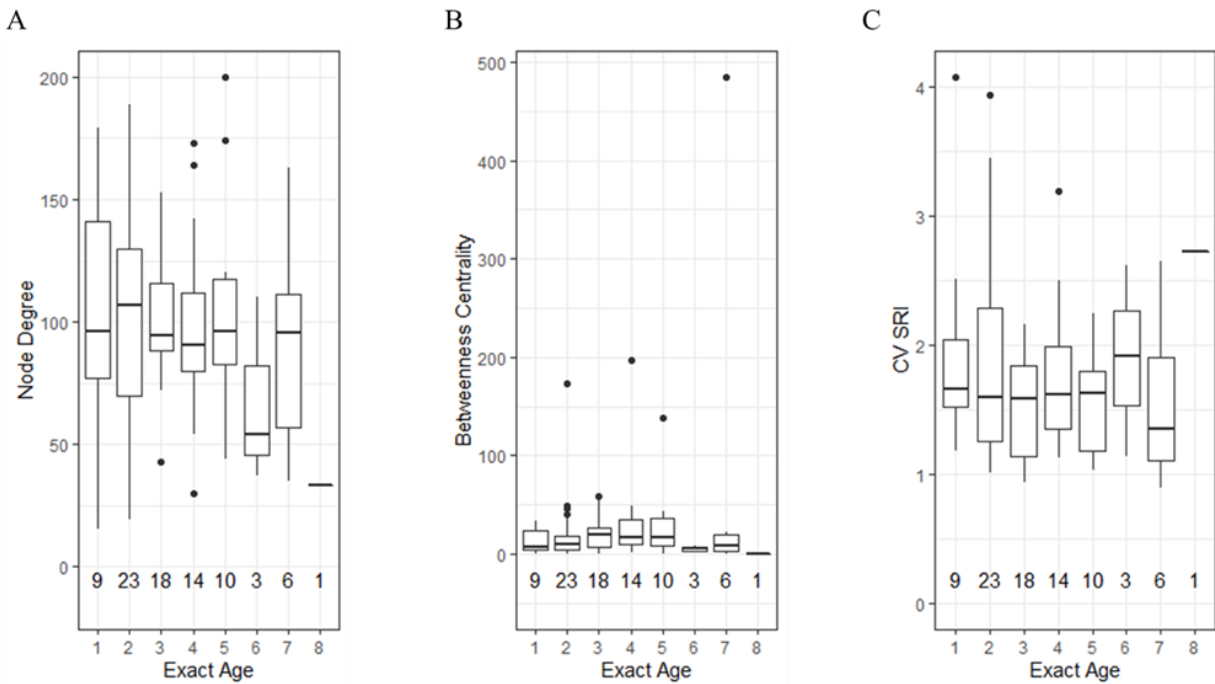 A
B
C
Node Degree
200
150
100
50
0
9 23 18 14 10 3 6 1
1 2 3 4 5 6 7 8
Exact Age
Betweenness Centrality
500
400
300
200
100
0
9 23 18 14 10 3 6 1
1 2 3 4 5 6 7 8
Exact Age
CV SRI
4
3
2
1
0
9 23 18 14 10 3 6 1
1 2 3 4 5 6 7 8
Exact Age